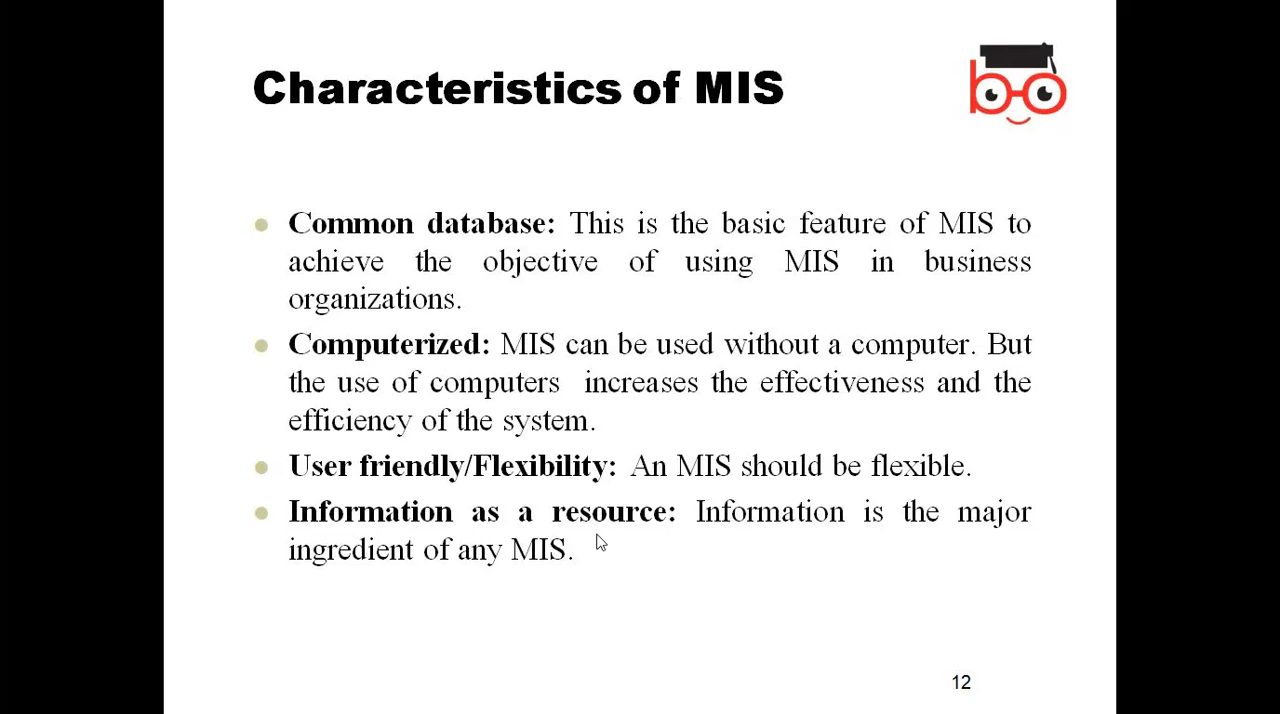 Characteristics of MIS
Common database: This is the basic feature of MIS to
achieve the objective of using MIS in business
organizations.
Computerized: MIS can be used without a computer. But
the use of computers increases the effectiveness and the
efficiency of the system.
User friendly/Flexibility: An MIS should be flexible.
Information as a resource: Information is the major
ingredient of any MIS.
12